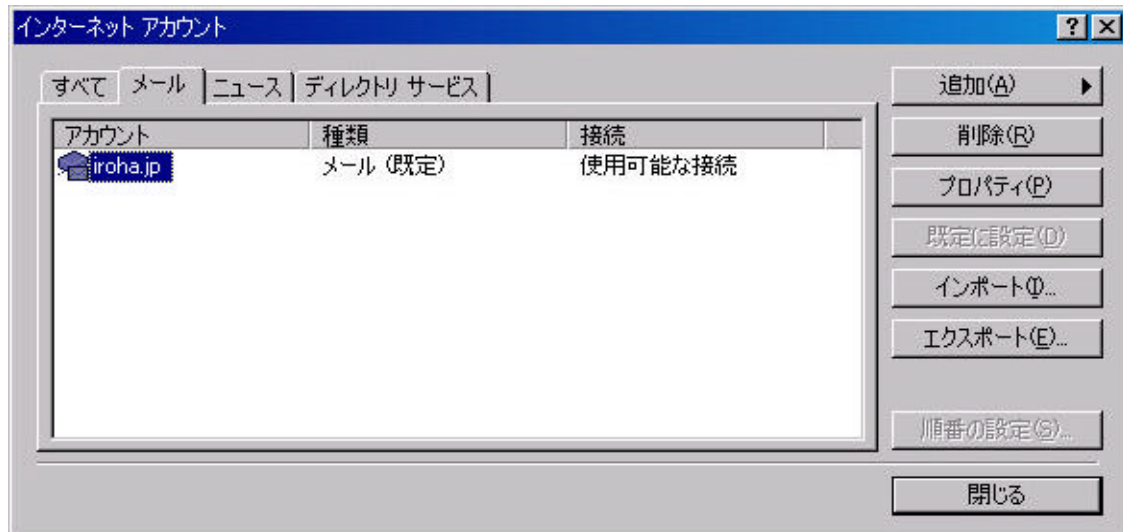 インターネット アカウント
すべて メール ニュース ディレクトリ サービス
アカウント 種類 接続
iroha.jp メール (既定) 使用可能な接続
追加(A)
削除(R)
プロパティ(P)
既定に設定(D)
インポート(I)...
エクスポート(E)...
順番の設定(S)...
閉じる